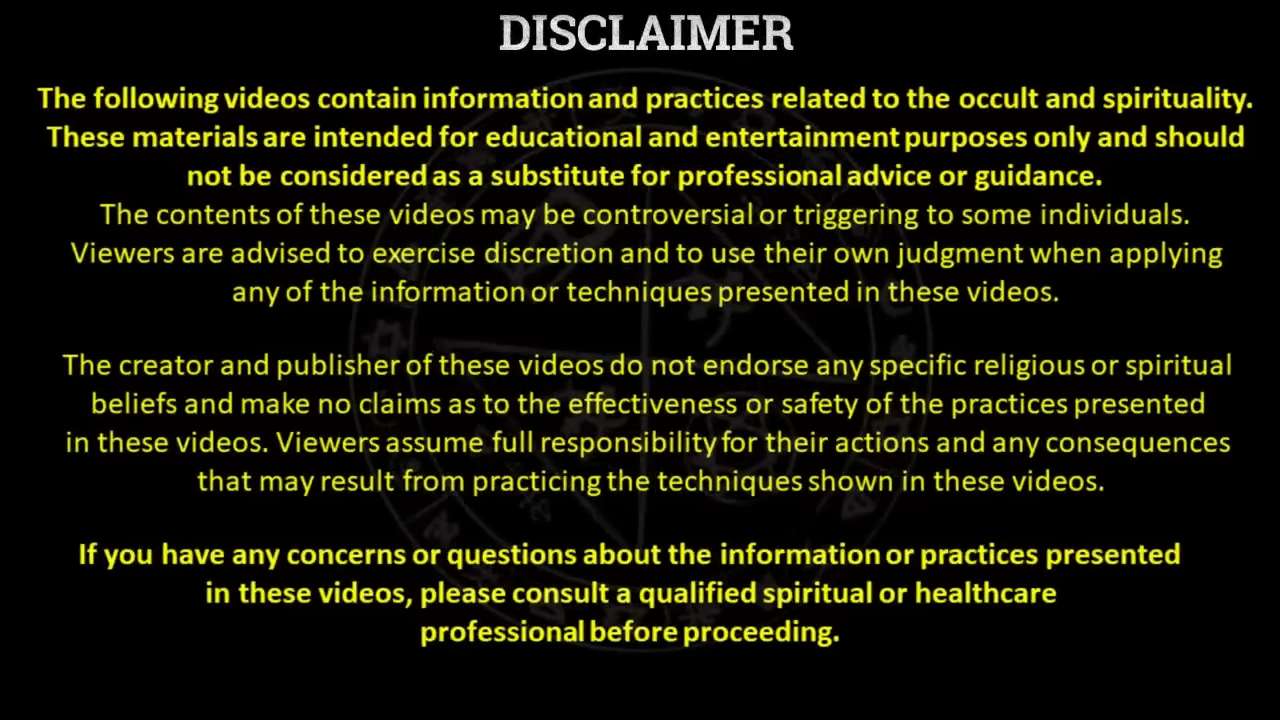 DISCLAIMER
The following videos contain information and practices related to the occult and spirituality.
These materials are intended for educational and entertainment purposes only and should
not be considered as a substitute for professional advice or guidance.
The contents of these videos may be controversial or triggering to some individuals.
Viewers are advised to exercise discretion and to use their own judgment when applying
any of the information or techniques presented in these videos.
The creator and publisher of these videos do not endorse any specific religious or spiritual
beliefs and make no claims as to the effectiveness or safety of the practices presented
in these videos. Viewers assume full responsibility for their actions and any consequences
that may result from practicing the techniques shown in these videos.
If you have any concerns or questions about the information or practices presented
in these videos, please consult a qualified spiritual or healthcare
professional before proceeding.